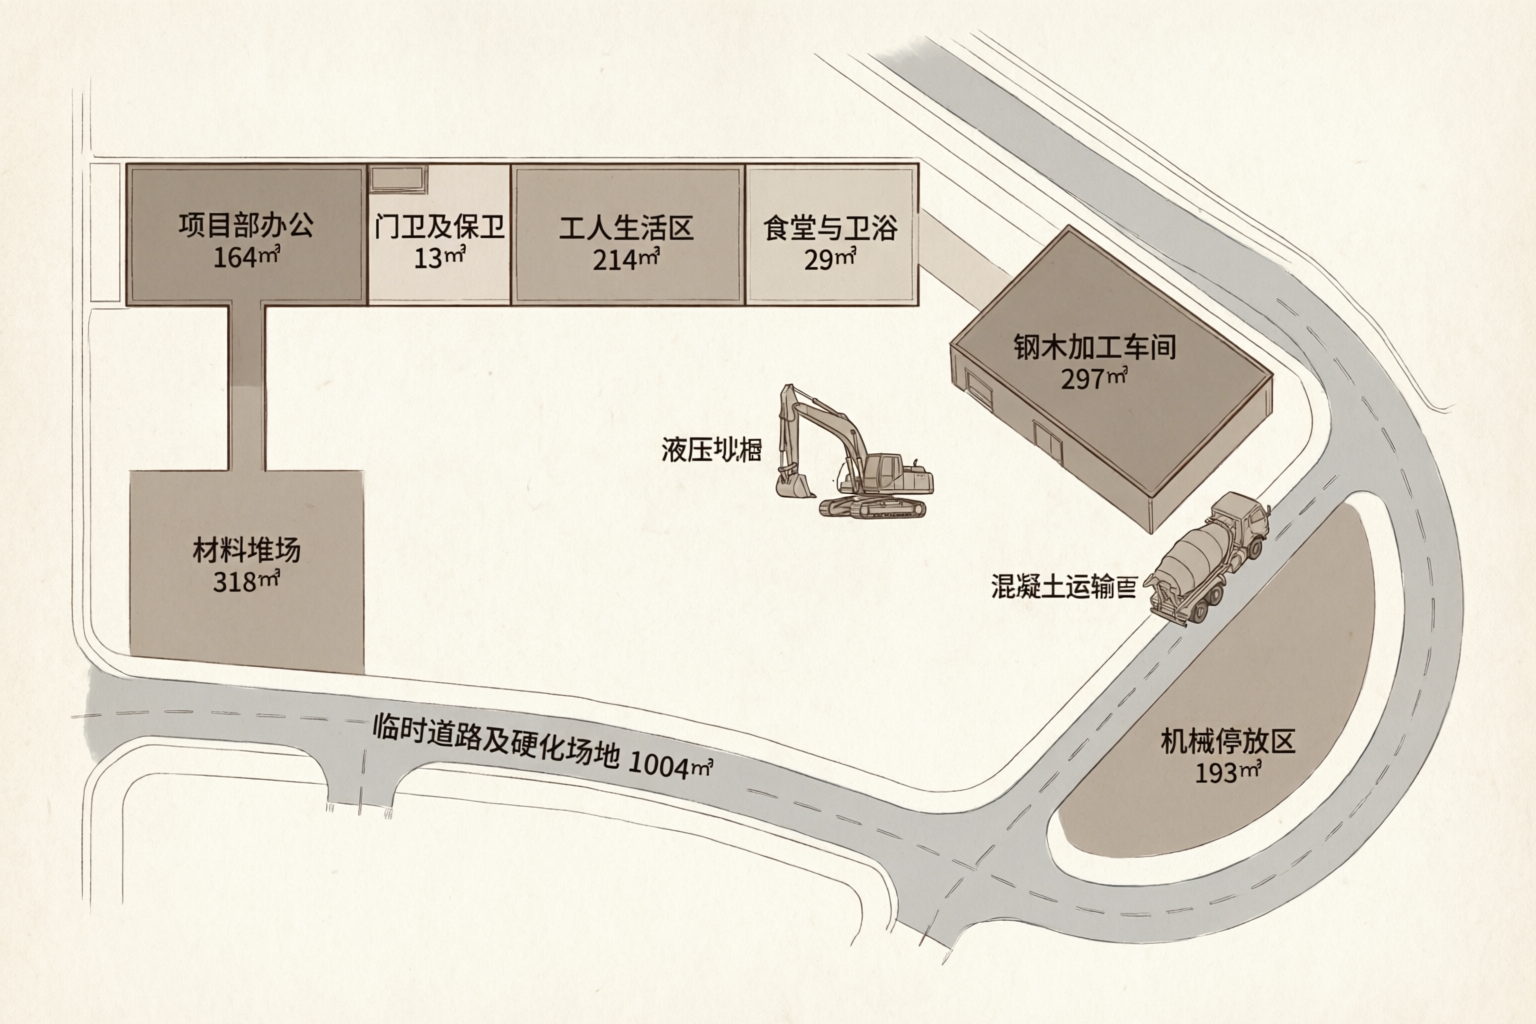 项目部办公
164㎡
门卫及保卫
13㎡
工人生活区
214㎡
食堂与卫浴
29㎡
钢木加工车间
297㎡
液压
材料堆场
318㎡
混凝土运输
机械停放区
193㎡
临时道路及硬化场地 1004㎡